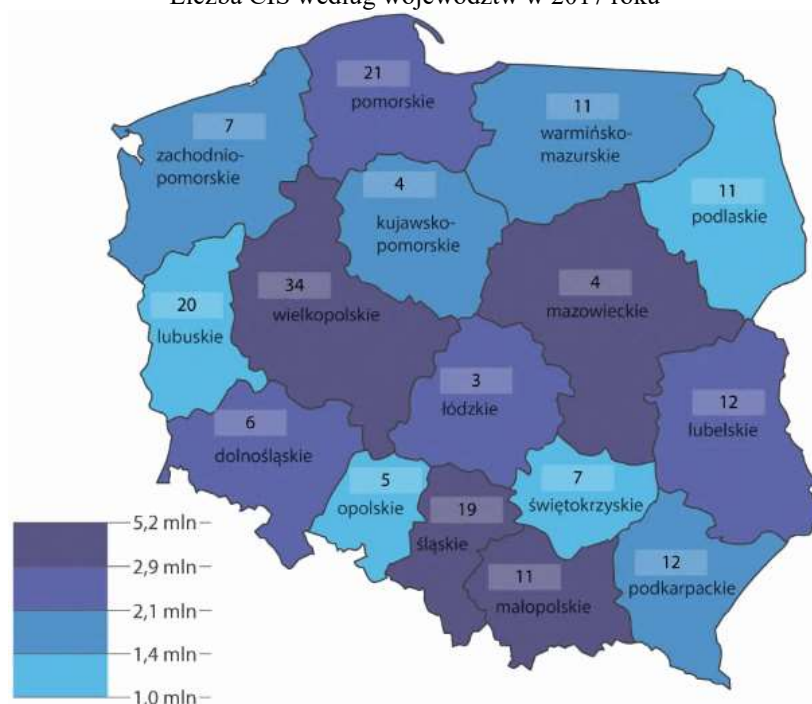 Liczba CIS według województw w 2017 roku
21
pomorskie
7
zachodnio-
pomorskie
11
warmińsko-
mazurskie
4
kujawsko-
pomorskie
11
podlaskie
34
wielkopolskie
4
mazowieckie
20
lubuskie
3
łódzkie
12
lubelskie
6
dolnośląskie
5
opolskie
19
śląskie
7
świętokrzyskie
11
małopolskie
12
podkarpackie
5,2 mln
2,9 mln
2,1 mln
1,4 mln
1,0 mln